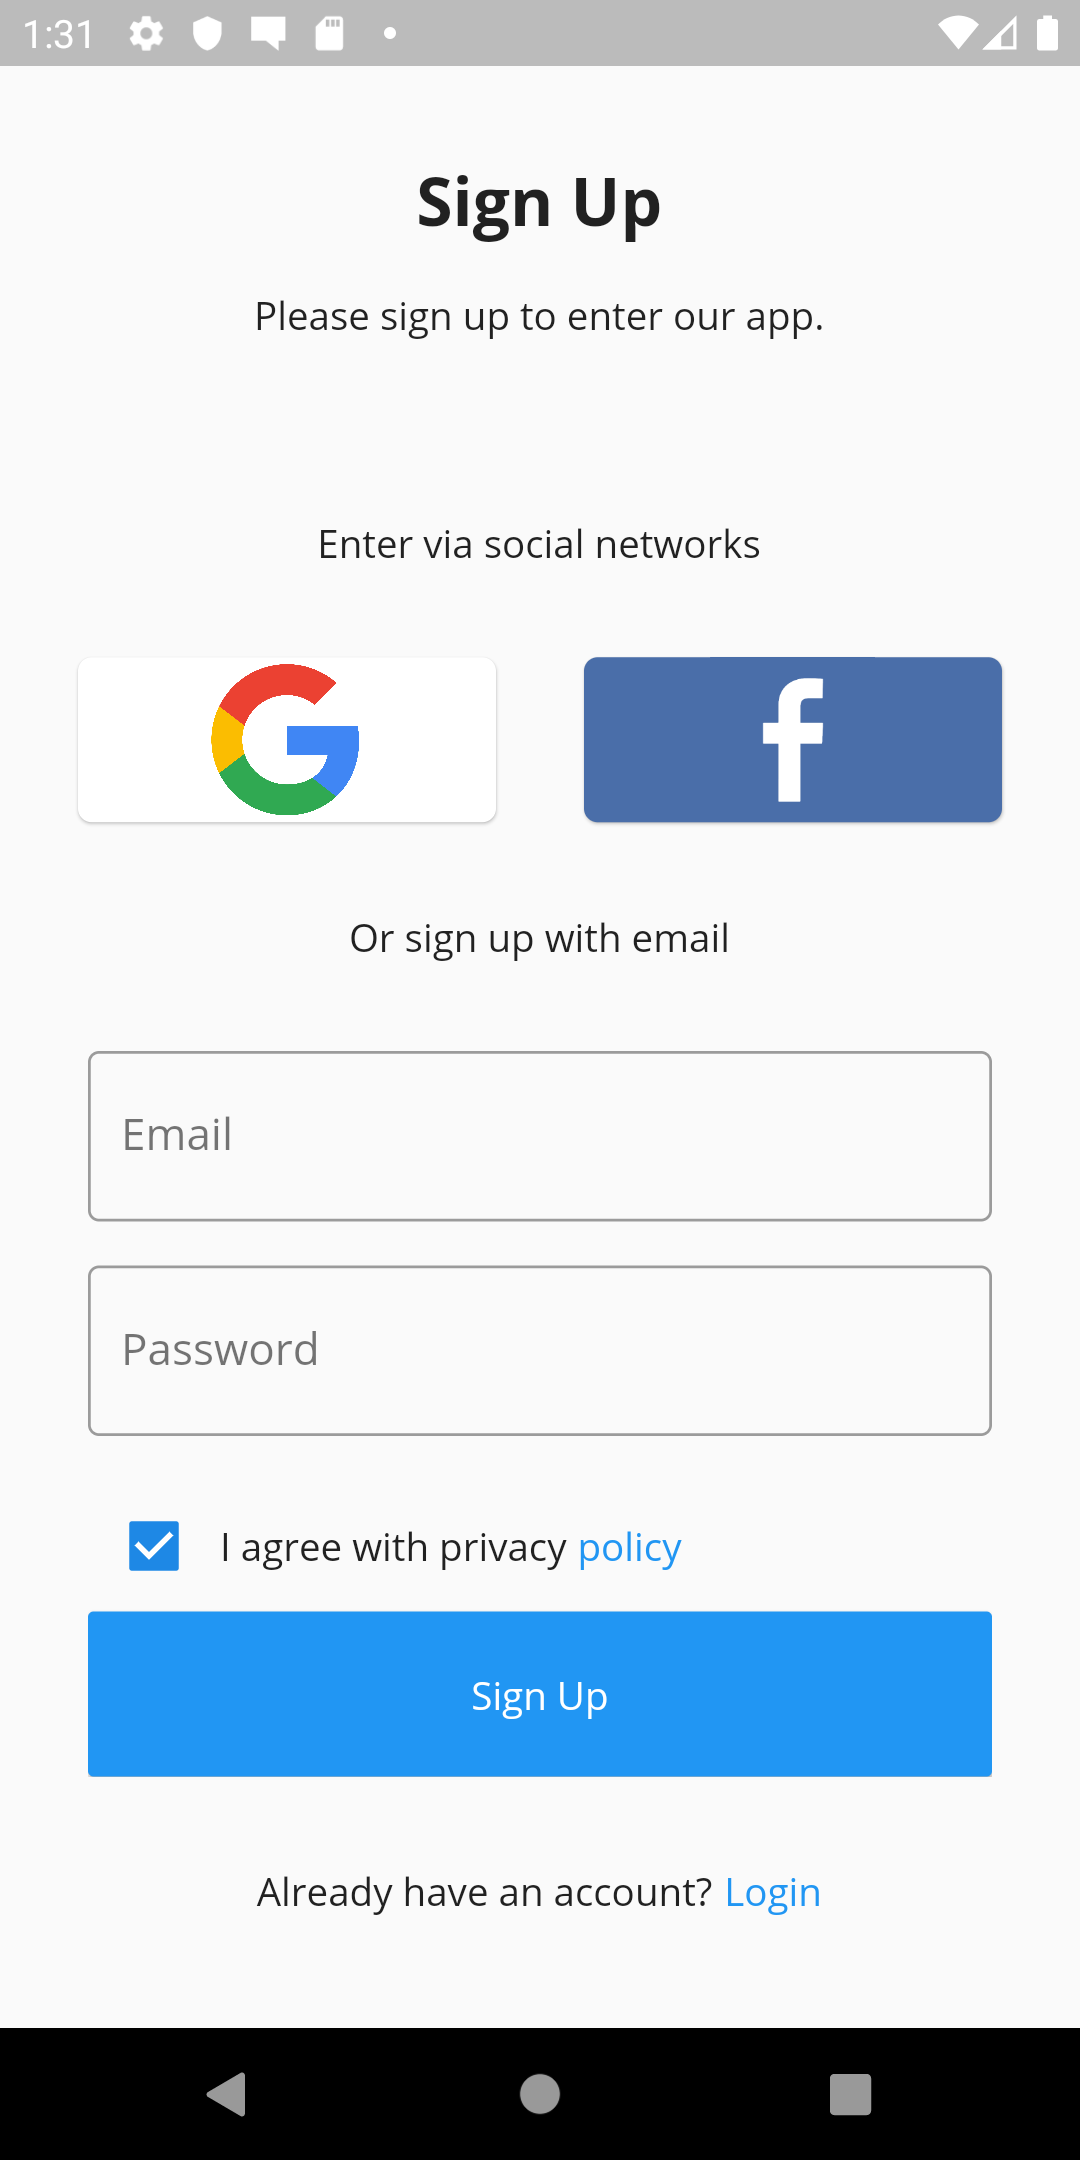 1:31
Sign Up
Please sign up to enter our app.
Enter via social networks
Or sign up with email
Email
Password
I agree with privacy policy
Sign Up
Already have an account? Login